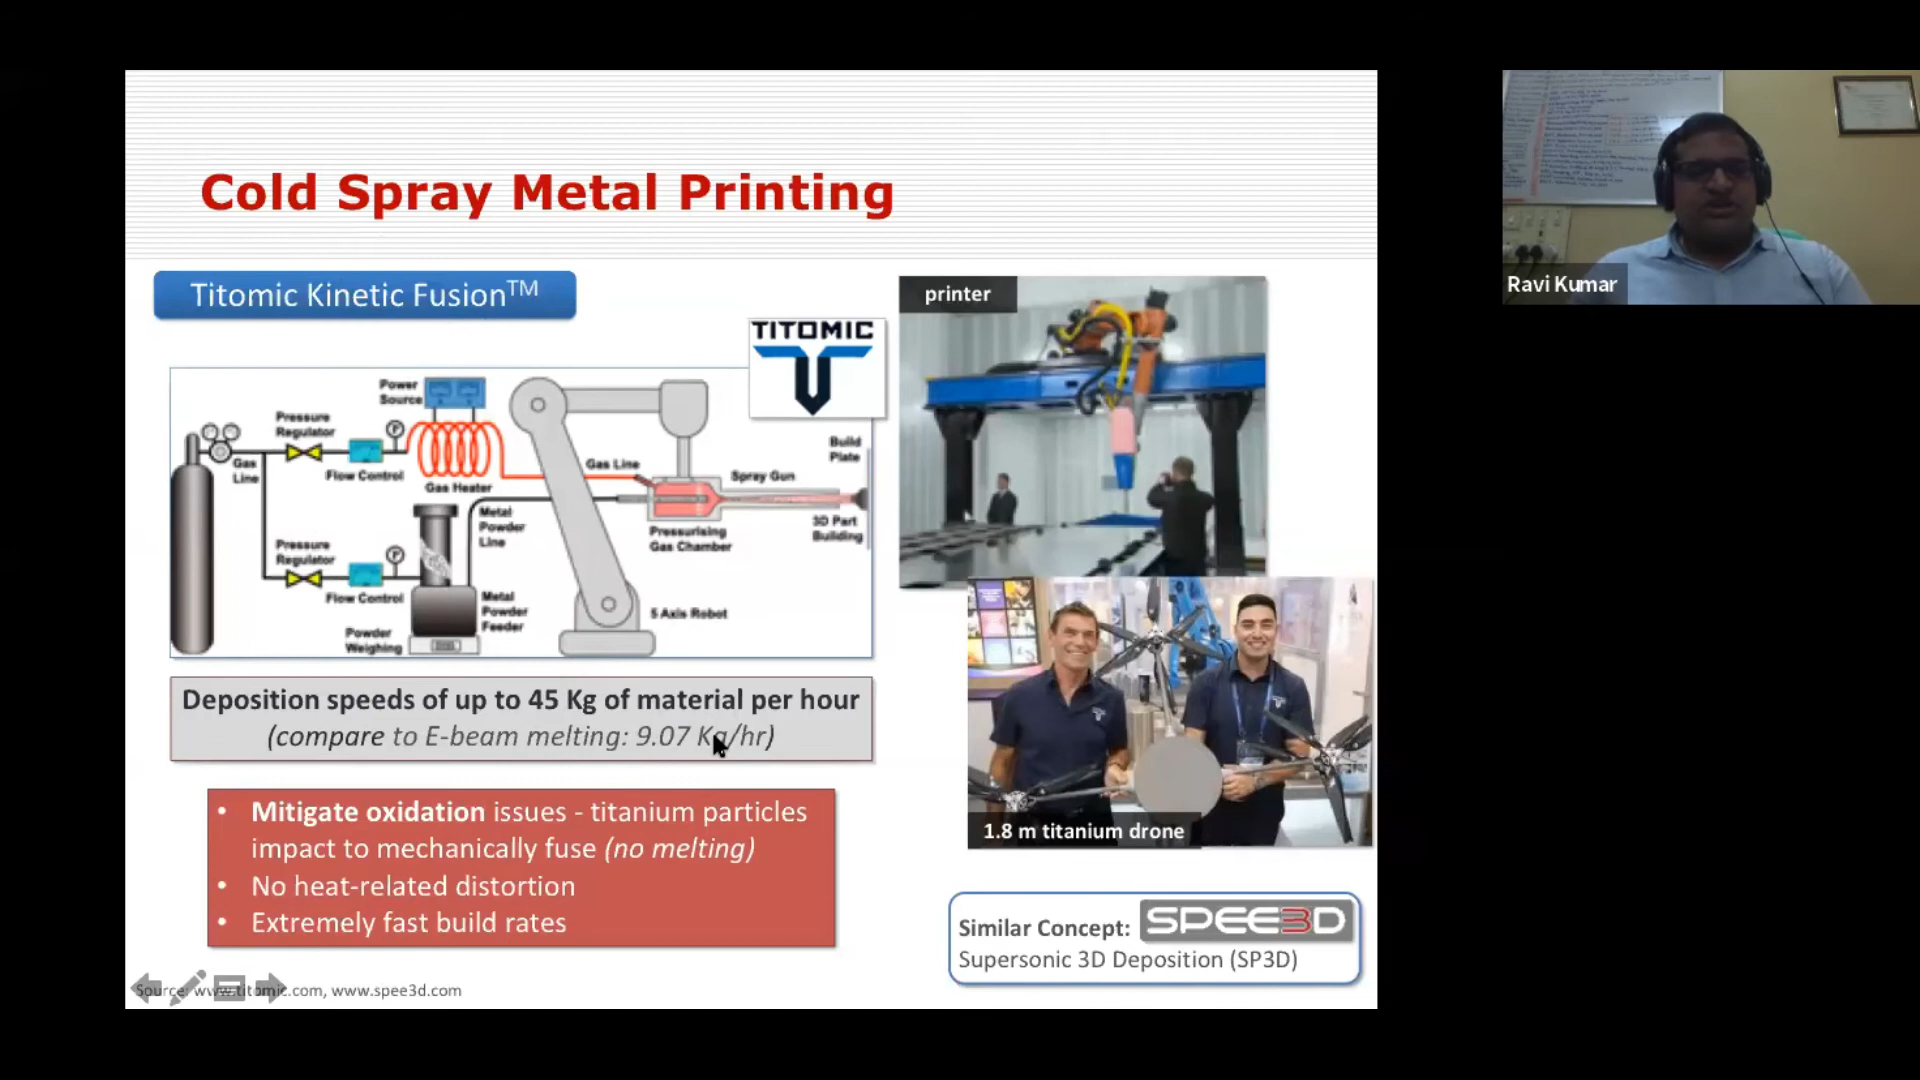 Cold Spray Metal Printing
Titomic Kinetic Fusion™
TITOMIC
Power
Source
Pressure
Regulator
Gas
Line
Flow Control
Gas Heater
Gas Line
Spray Gun
Build
Plate
Metal
Powder
Line
Pressurising
Gas Chamber
3D Part
Building
Pressure
Regulator
Flow Control
Metal
Powder
Feeder
Powder
Weighing
5 Axis Robot
Deposition speeds of up to 45 Kg of material per hour
(compare to E-beam melting: 9.07 Kg/hr)
• Mitigate oxidation issues - titanium particles
impact to mechanically fuse (no melting)
• No heat-related distortion
• Extremely fast build rates
printer
1.8 m titanium drone
Similar Concept: SPEE3D
Supersonic 3D Deposition (SP3D)
Source: www.titomic.com, www.spee3d.com
Ravi Kumar